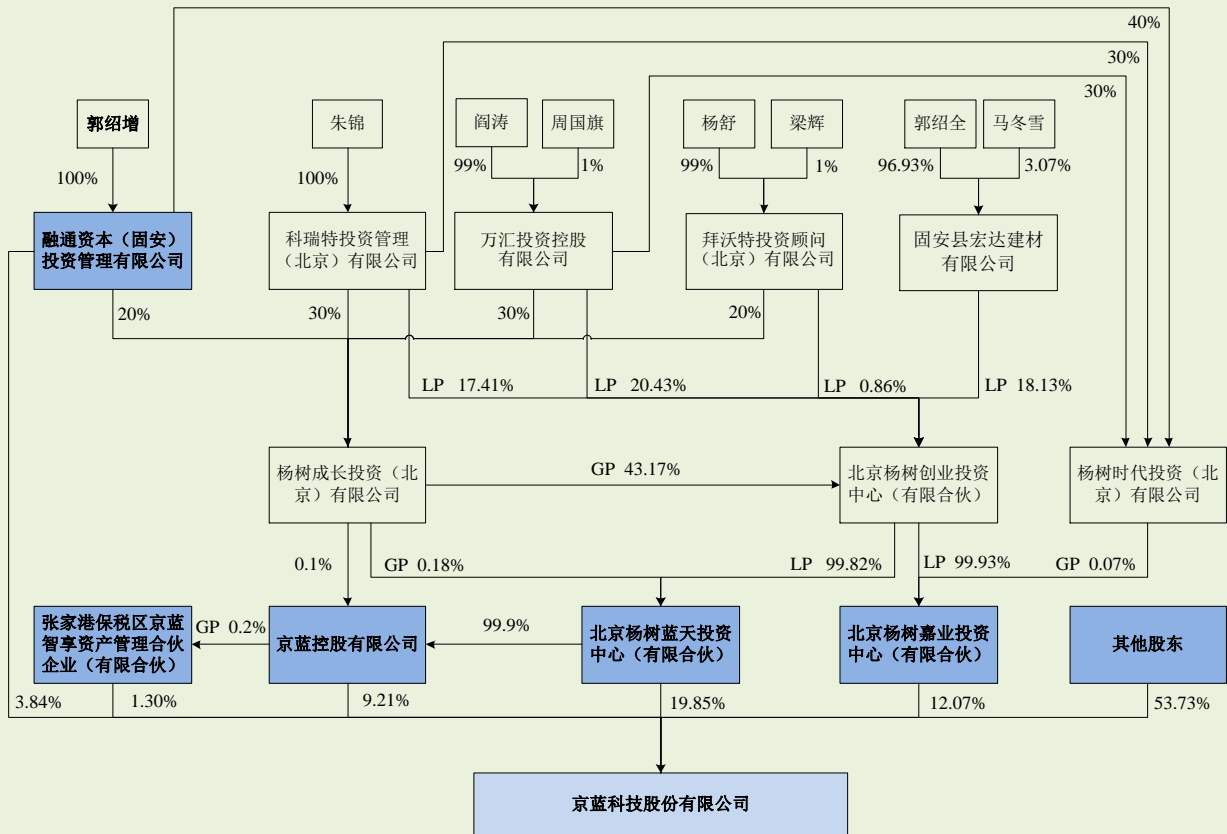 40%
30%
30%
郭绍增
朱锦
阎涛
周国旗
杨舒
梁辉
郭绍全
马冬雪
100%
100%
99%
1%
99%
1%
96.93%
3.07%
融通资本（固安）
投资管理有限公司
科瑞特投资管理
（北京）有限公司
万汇投资控股
有限公司
拜沃特投资顾问
（北京）有限公司
固安县宏达建材
有限公司
20%
30%
30%
20%
LP 17.41%
LP 20.43%
LP 0.86%
LP 18.13%
杨树成长投资（北
京）有限公司
GP 43.17%
北京杨树创业投资
中心（有限合伙）
杨树时代投资（北
京）有限公司
0.1%
GP 0.18%
LP 99.82%
LP 99.93%
GP 0.07%
张家港保税区京蓝
智享资产管理合伙
企业（有限合伙）
GP 0.2%
京蓝控股有限公司
99.9%
北京杨树蓝天投资
中心（有限合伙）
北京杨树嘉业投资
中心（有限合伙）
其他股东
3.84%
1.30%
9.21%
19.85%
12.07%
53.73%
京蓝科技股份有限公司